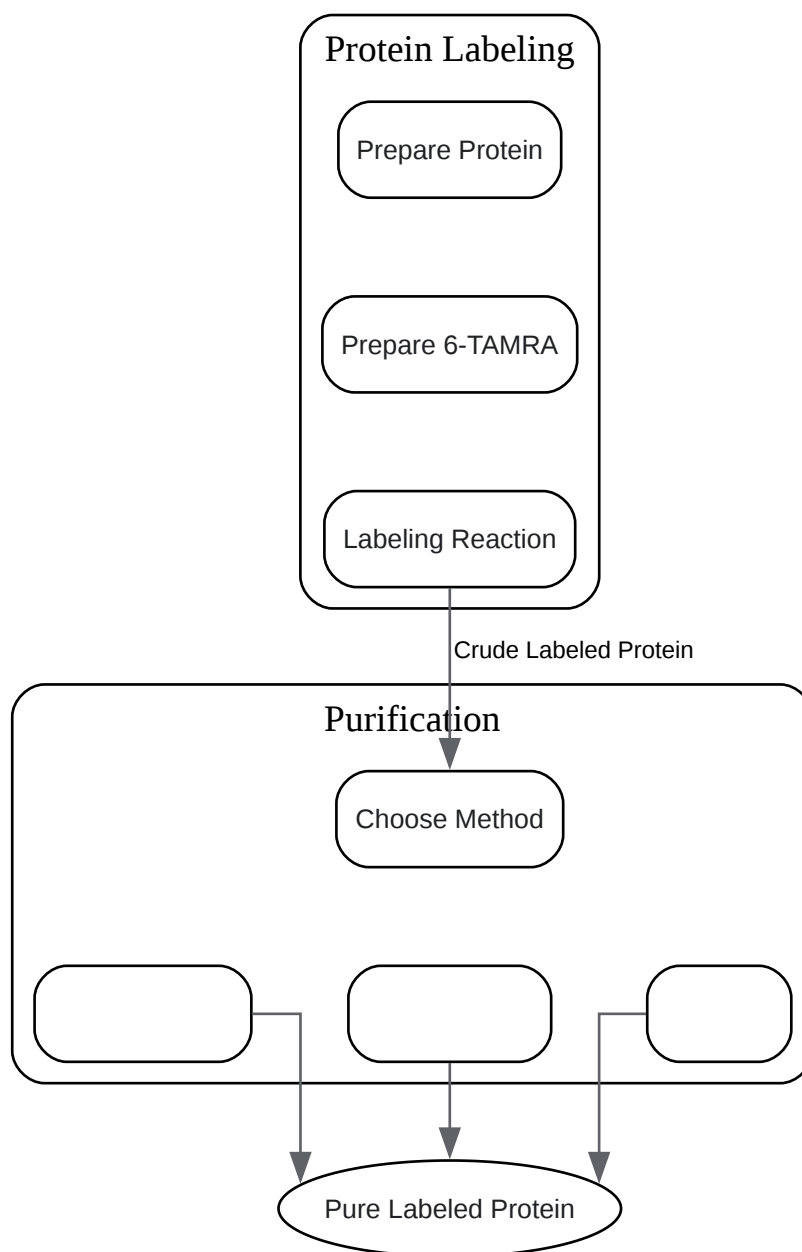 Protein Labeling
Prepare Protein
Prepare 6-TAMRA
Labeling Reaction
Crude Labeled Protein
Purification
Choose Method
Pure Labeled Protein